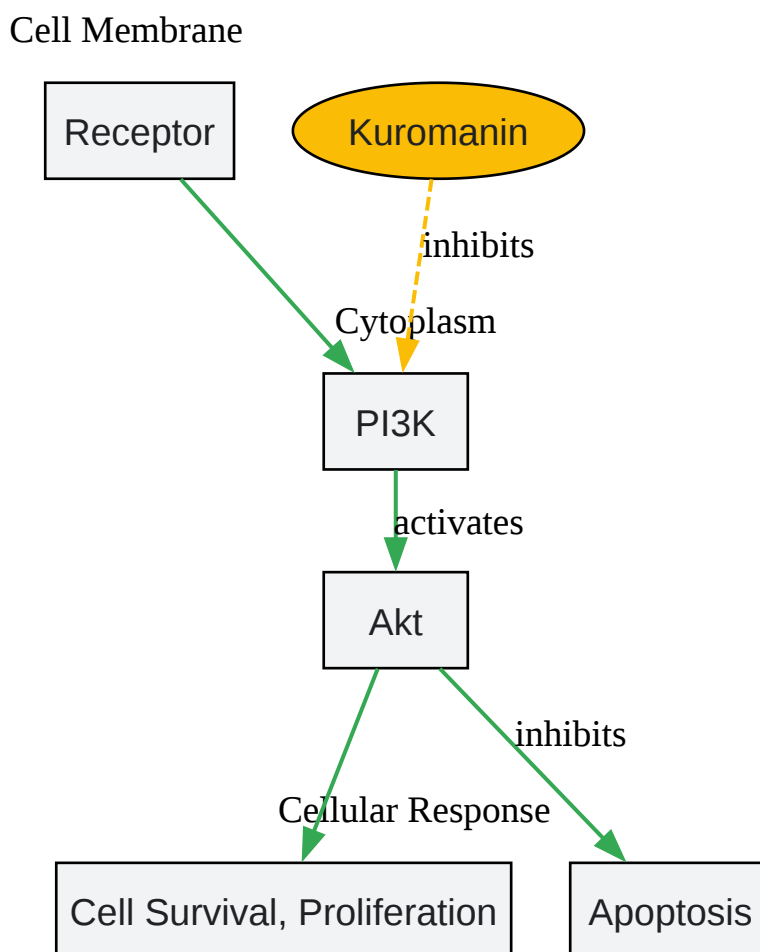 Cell Membrane
Receptor
Kuromanin
inhibits
Cytoplasm
PI3K
activates
Akt
inhibits
Cellular Response
Cell Survival, Proliferation
Apoptosis